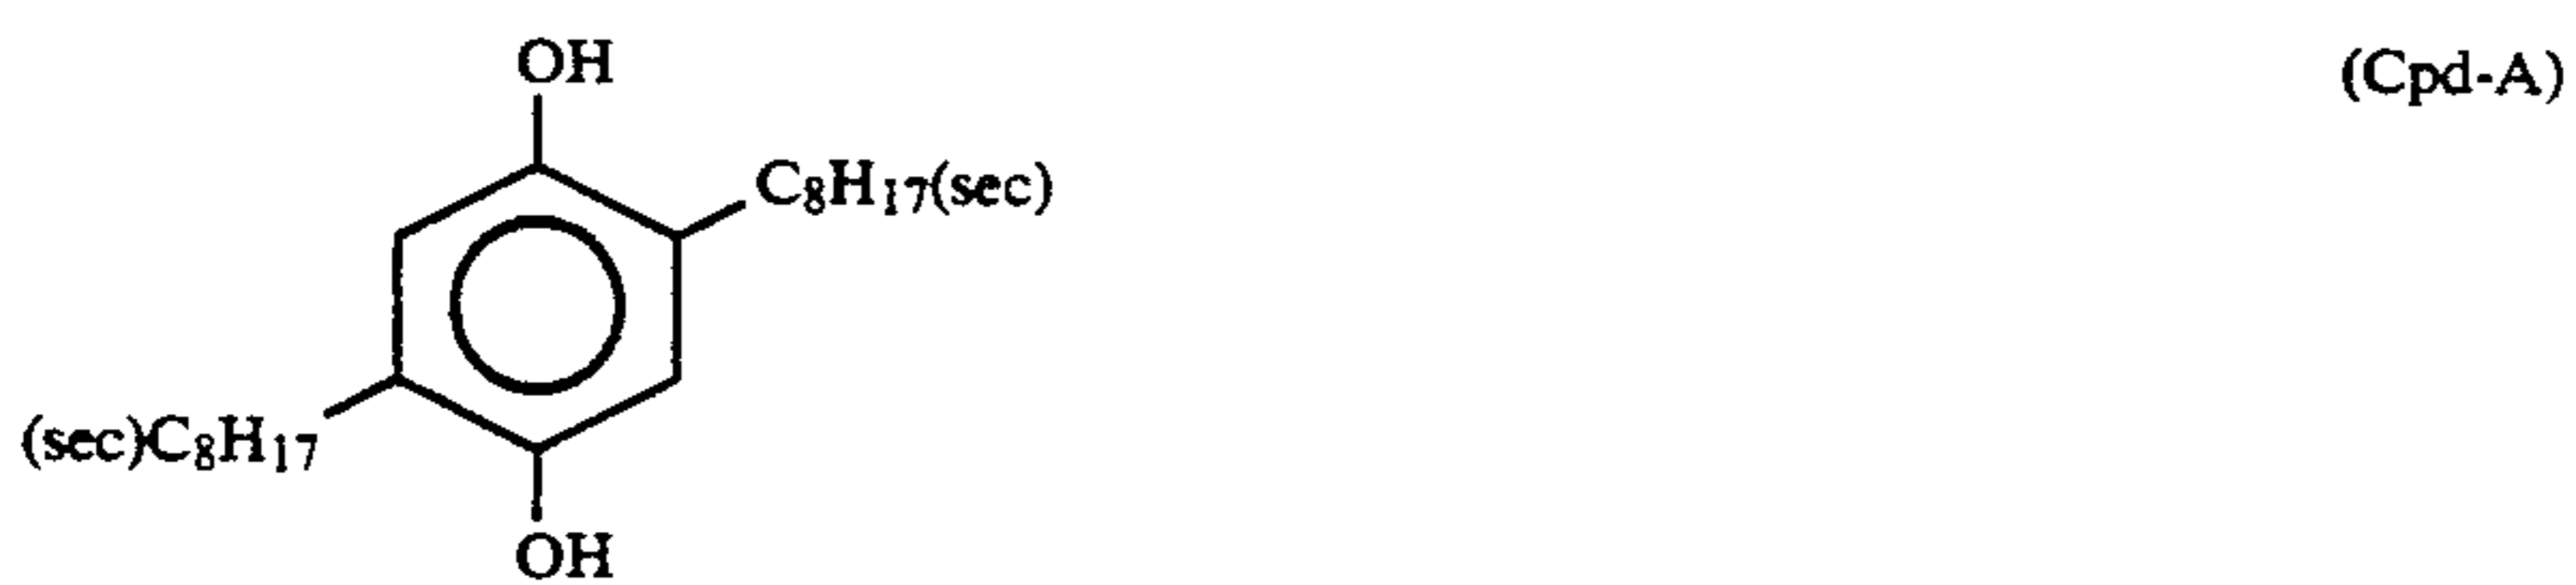 OH
(Cpd-A)
C₈H₁₇(sec)
(sec)C₈H₁₇
OH